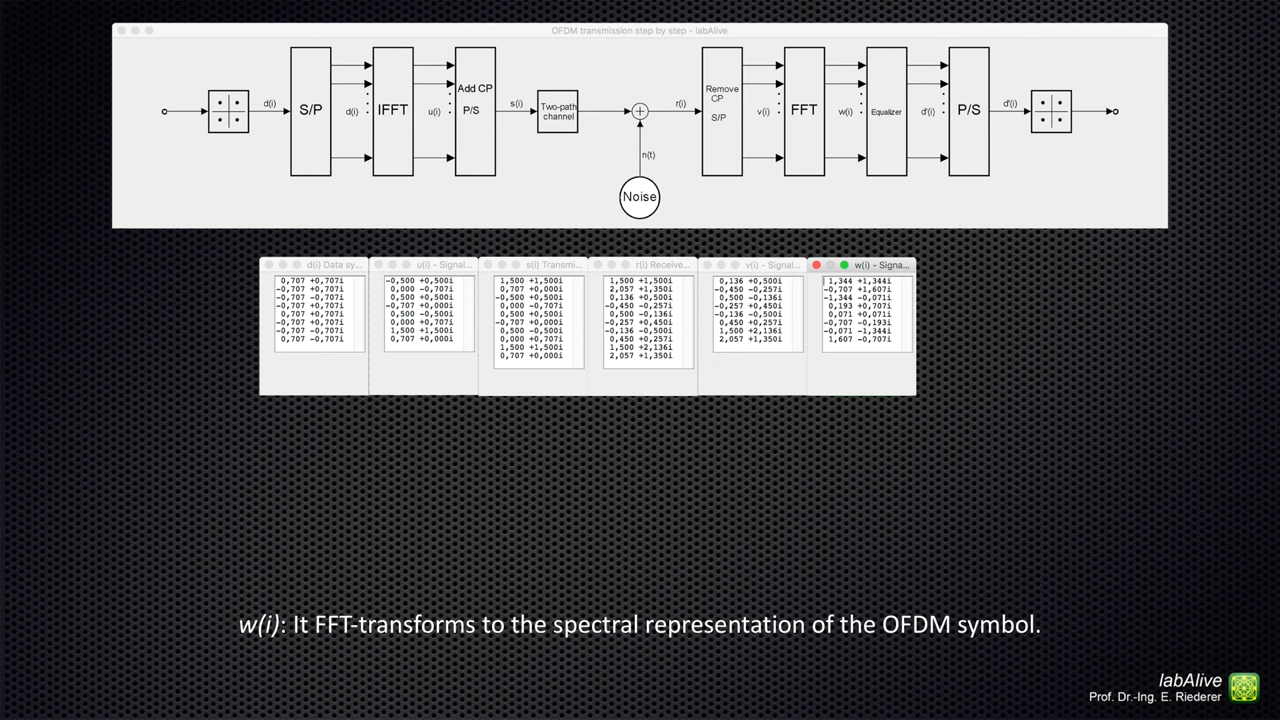 OFDM transmission step by step - labAlive
S/P
IFFT
Add CP
P/S
Two-path
channel
Noise
Remove
CP
S/P
FFT
Equalizer
P/S
d(i)
d(i)
u(i)
s(i)
n(t)
r(i)
v(i)
w(i)
d'(i)
d'(i)
d(i) Data sy...
0,707 +0,707i
-0,707 +0,707i
-0,707 -0,707i
-0,707 +0,707i
0,707 +0,707i
-0,707 -0,707i
-0,707 -0,707i
0,707 -0,707i
u(i) - Signal...
-0,500 +0,500i
0,000 -0,707i
0,500 +0,500i
-0,707 +0,000i
0,500 -0,500i
0,000 +0,707i
1,500 +1,500i
0,707 +0,000i
s(i) Transmi...
1,500 +1,500i
0,707 +0,000i
-0,500 +0,500i
0,000 -0,707i
0,500 +0,500i
-0,707 +0,000i
0,500 -0,500i
0,000 +0,707i
1,500 +1,500i
0,707 +0,000i
r(i) Receive...
1,500 +1,500i
2,057 +1,350i
0,136 +0,500i
-0,450 -0,257i
0,500 -0,136i
-0,257 +0,450i
-0,136 -0,500i
0,450 +0,257i
1,500 +2,136i
2,057 +1,350i
v(i) - Signal...
0,136 +0,500i
-0,450 -0,257i
0,500 -0,136i
-0,257 +0,450i
-0,136 -0,500i
0,450 +0,257i
1,500 +2,136i
2,057 +1,350i
w(i) - Signa...
1,344 +1,344i
-0,707 +1,607i
-1,344 -0,071i
0,193 +0,707i
0,071 +0,071i
-0,707 -0,193i
-0,071 -1,344i
1,607 -0,707i
w(i): It FFT-transforms to the spectral representation of the OFDM symbol.
labAlive
Prof. Dr.-Ing. E. Riederer